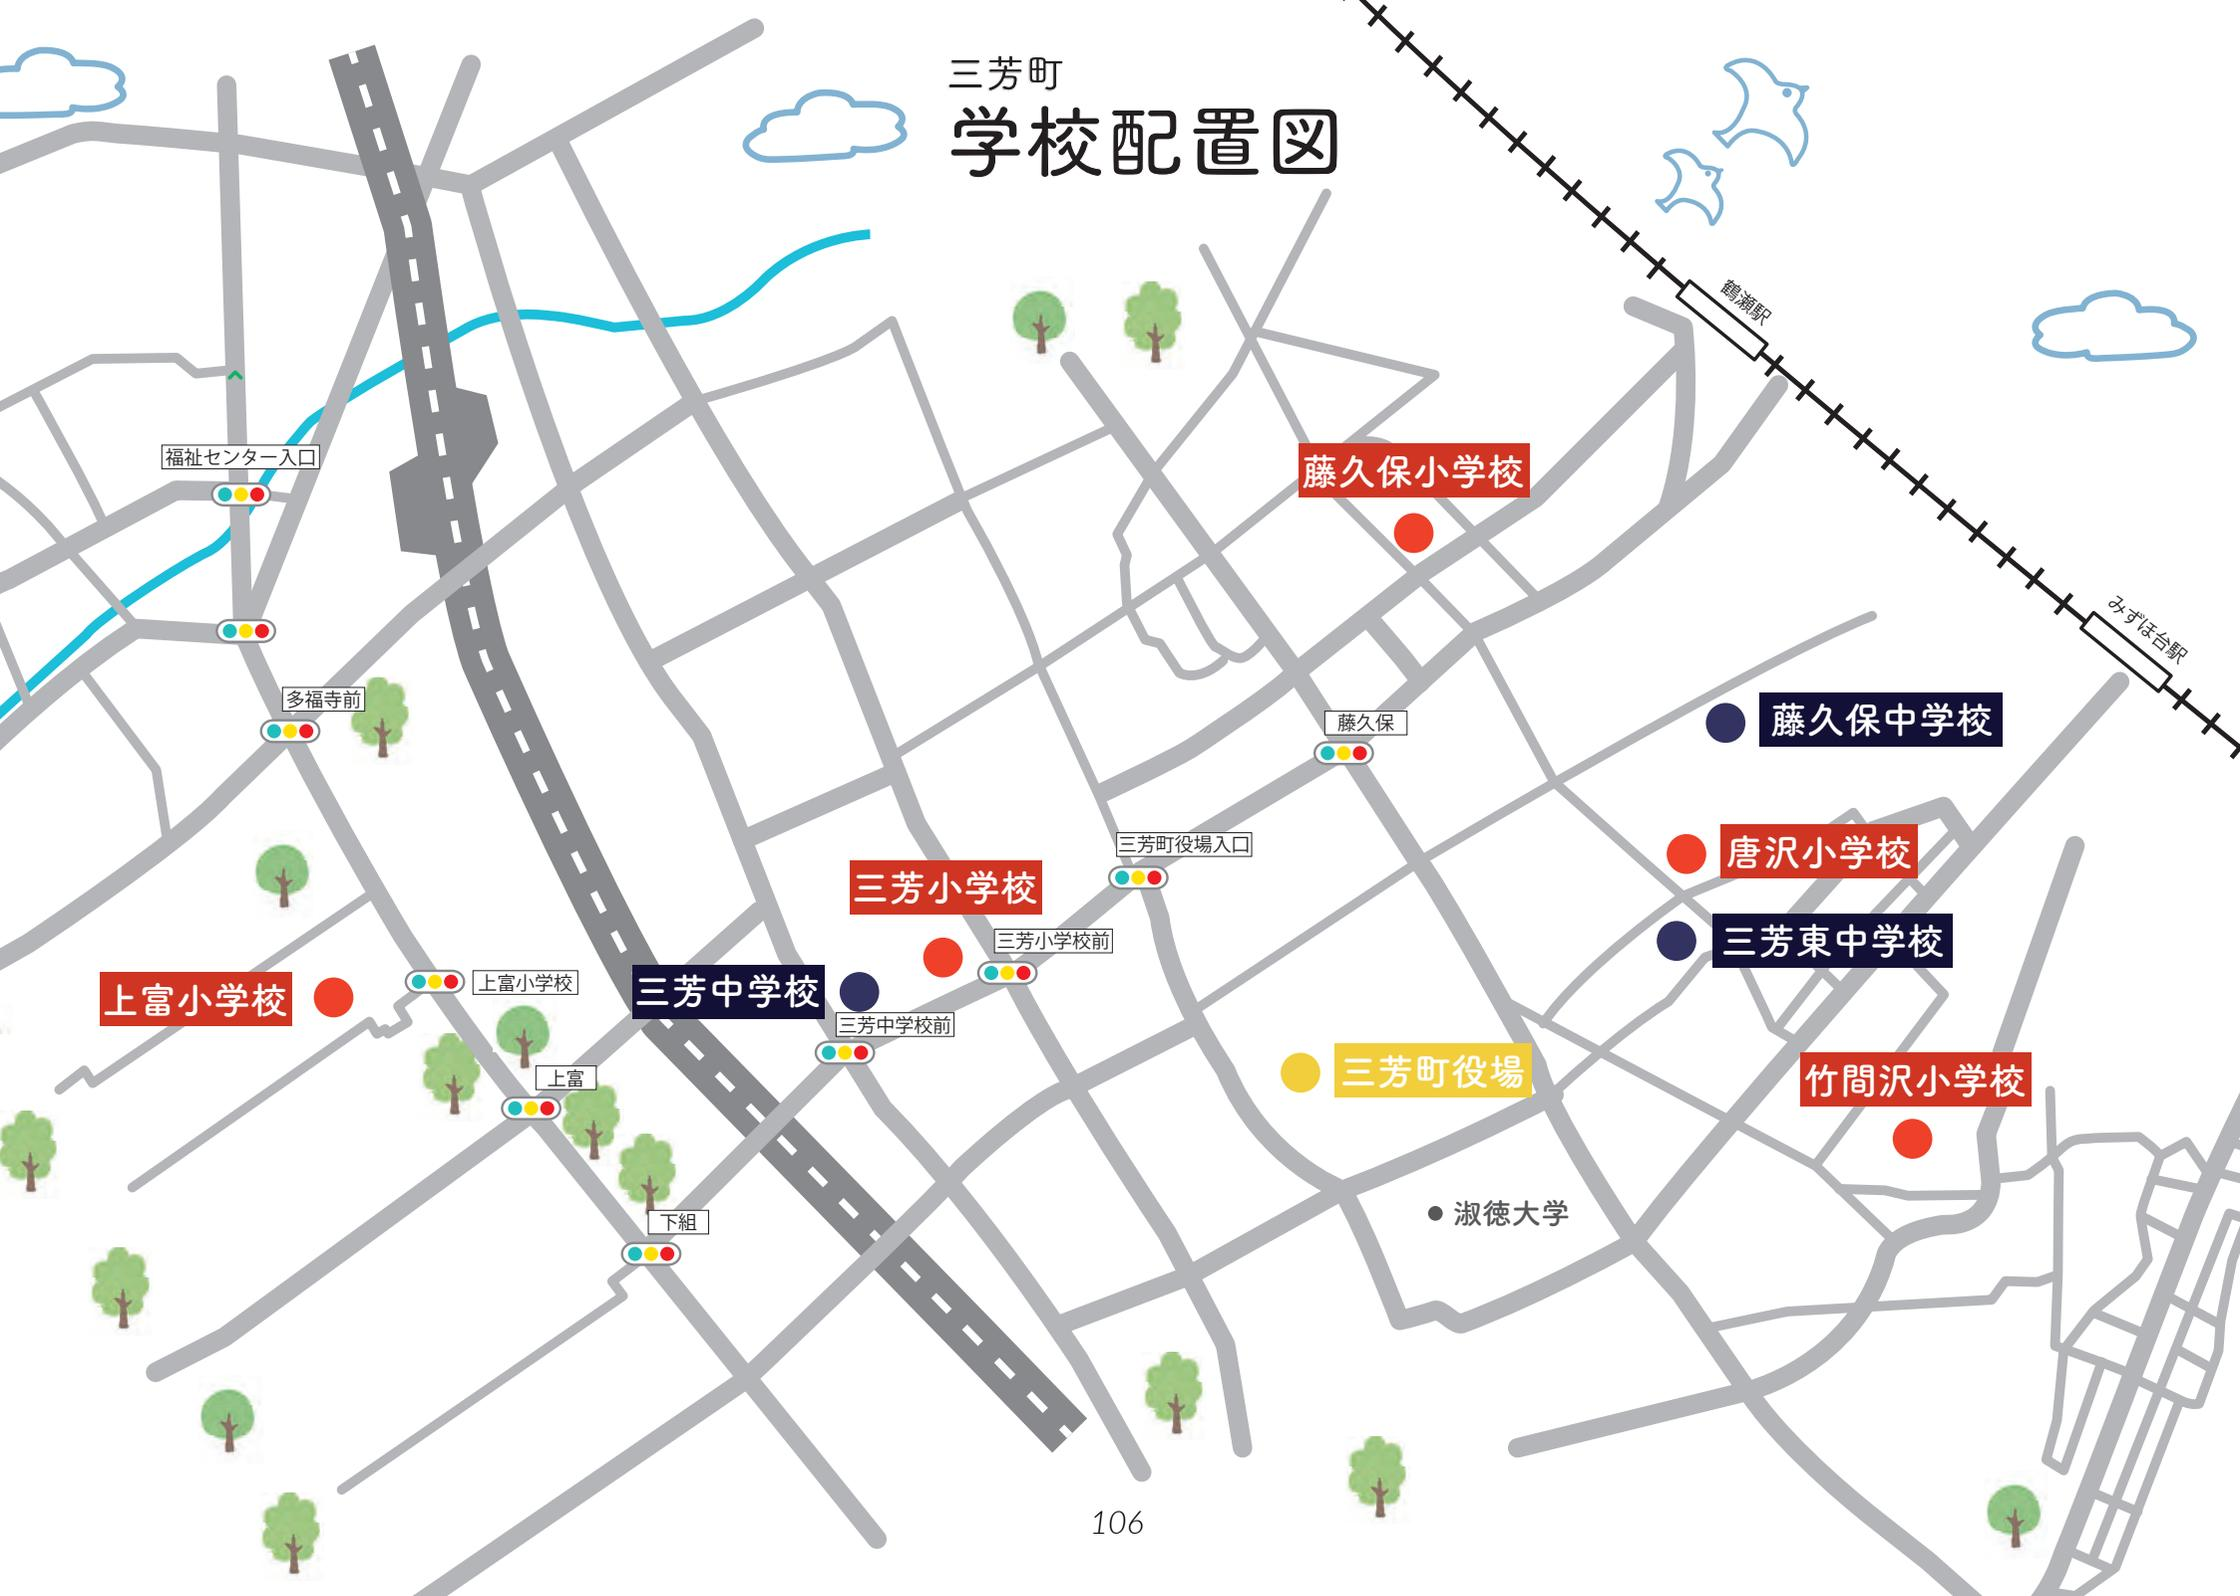 三芳町
学校配置図
鶴瀬駅
福祉センター入口
藤久保小学校
みずほ台駅
多福寺前
藤久保
藤久保中学校
三芳町役場入口
唐沢小学校
三芳小学校
三芳小学校前
三芳東中学校
上富小学校
上富小学校
三芳中学校
三芳中学校前
上富
三芳町役場
竹間沢小学校
下組
淑徳大学
106